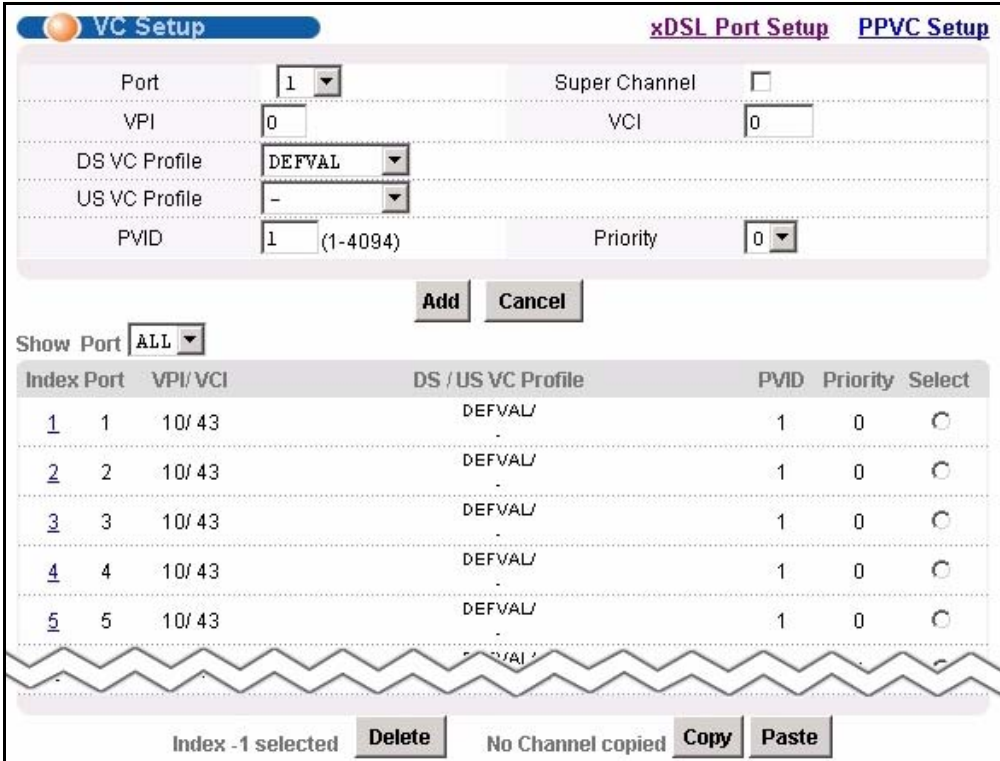 VC Setup xDSL Port Setup PPVC Setup
Port 1 Super Channel
VPI 0 VCI 0
DS VC Profile DEFVAL
US VC Profile -
PVID 1 (1-4094) Priority 0
Add Cancel
Show Port ALL
Index Port VPI/VCI DS / US VC Profile PVID Priority Select
1 1 10/43 DEFVAL/ 1 0
-
2 2 10/43 DEFVAL/ 1 0
-
3 3 10/43 DEFVAL/ 1 0
-
4 4 10/43 DEFVAL/ 1 0
-
5 5 10/43 DEFVAL/ 1 0
-
Index -1 selected Delete No Channel copied Copy Paste